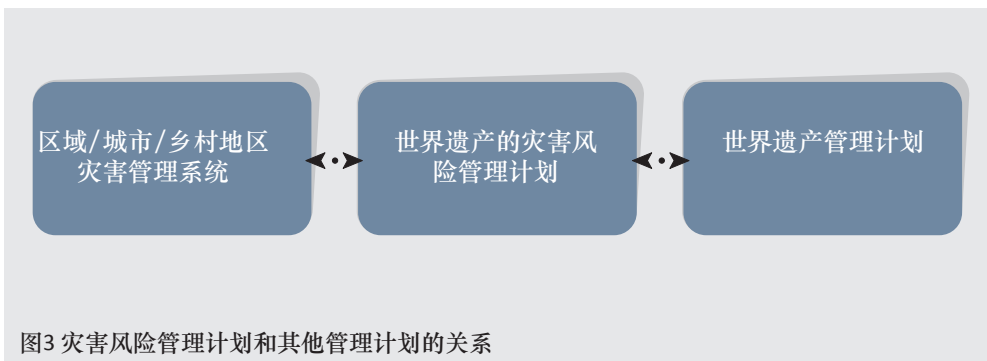 区域/城市/乡村地区
灾害管理系统
世界遗产的灾害风
险管理计划
世界遗产管理计划
图3 灾害风险管理计划和其他管理计划的关系